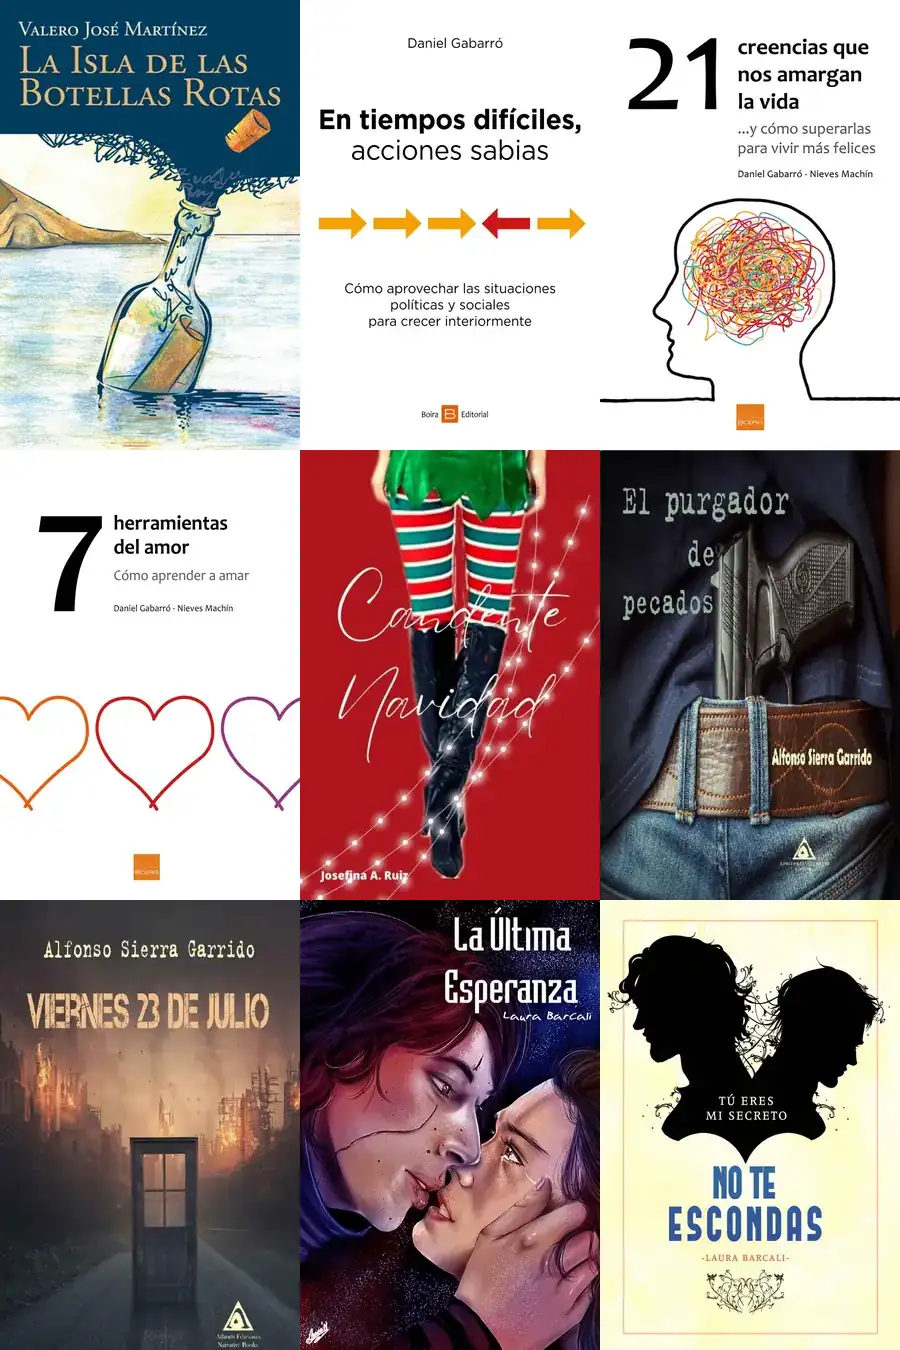 VALERO JOSÉ MARTÍNEZ
LA ISLA DE LAS
BOTELLAS ROTAS
Daniel Gabarró
En tiempos difíciles,
acciones sabias
Cómo aprovechar las situaciones
políticas y sociales
para crecer interiormente
Boira B Editorial
21
creencias que
nos amargan
la vida
...y cómo superarlas
para vivir más felices
Daniel Gabarró - Nieves Machín
7
herramientas
del amor
Cómo aprender a amar
Daniel Gabarró - Nieves Machín
Candente
Navidad
Josefina A. Ruiz
El purgador
de
pecados
Alfonso Sierra Garrido
Alfonso Sierra Garrido
VIERNES 23 DE JULIO
Atlantis Ediciones
Narrative Books
La Última
Esperanza
Laura Barcali
TÚ ERES
MI SECRETO
NO TE
ESCONDAS
-LAURA BARCALI-